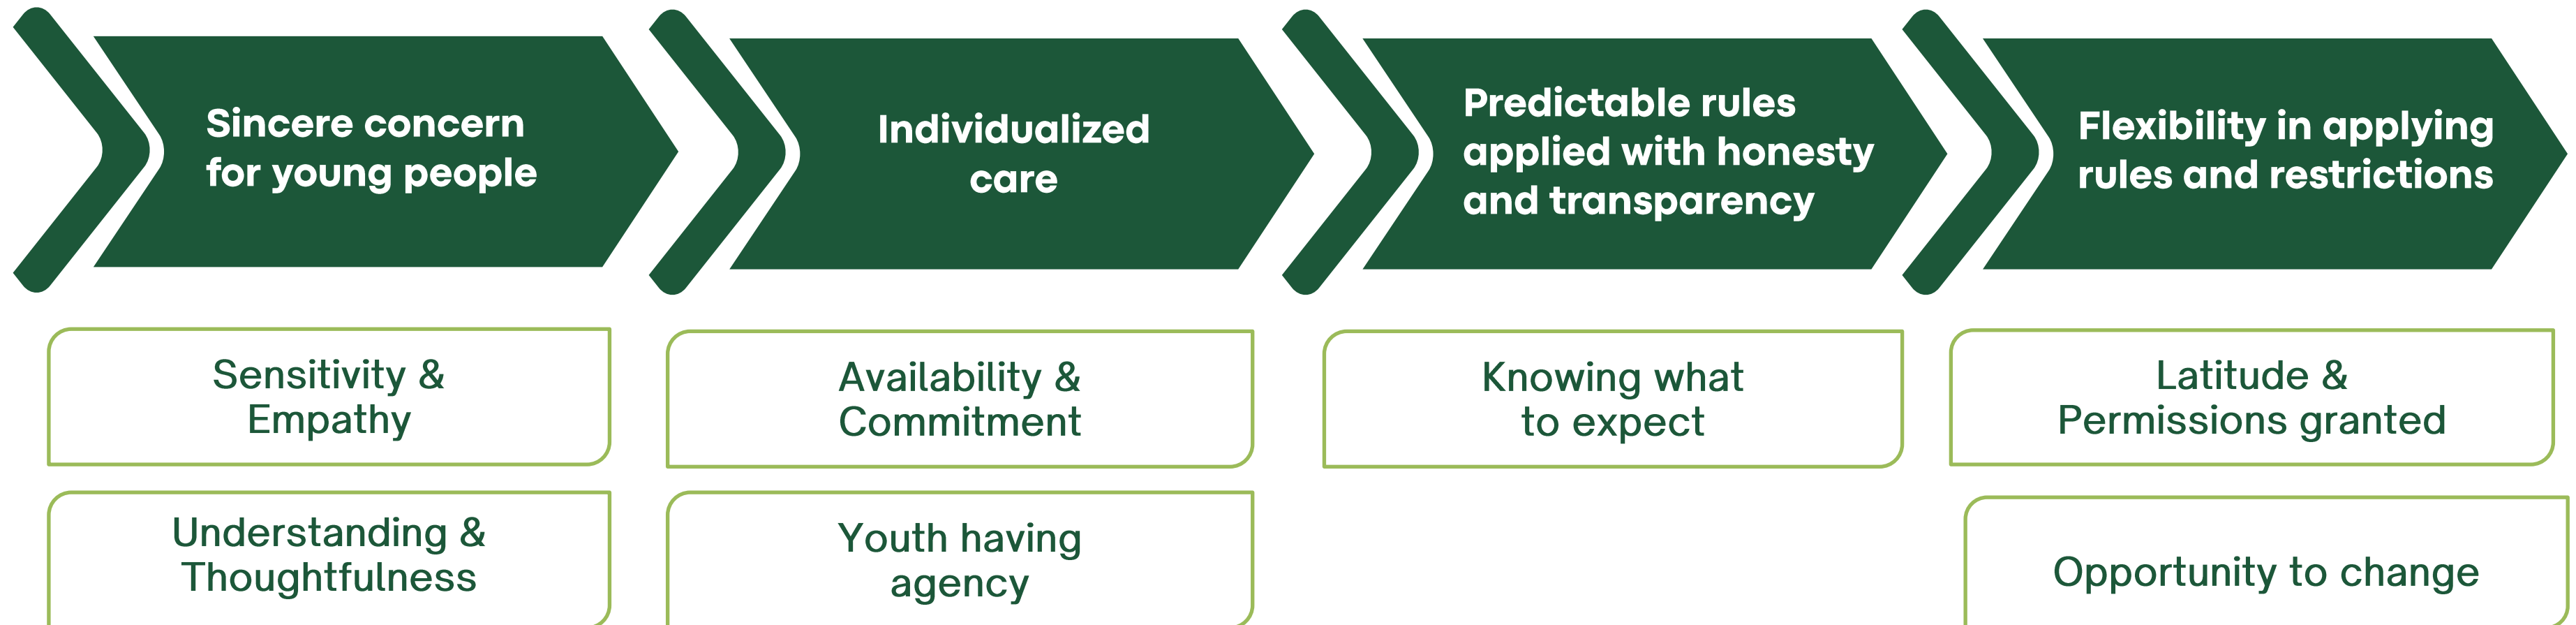 Sincere concern
for young people
Individualized
care
Predictable rules
applied with honesty
and transparency
Flexibility in applying
rules and restrictions
Sensitivity &
Empathy
Availability &
Commitment
Knowing what
to expect
Latitude &
Permissions granted
Understanding &
Thoughtfulness
Youth having
agency
Opportunity to change